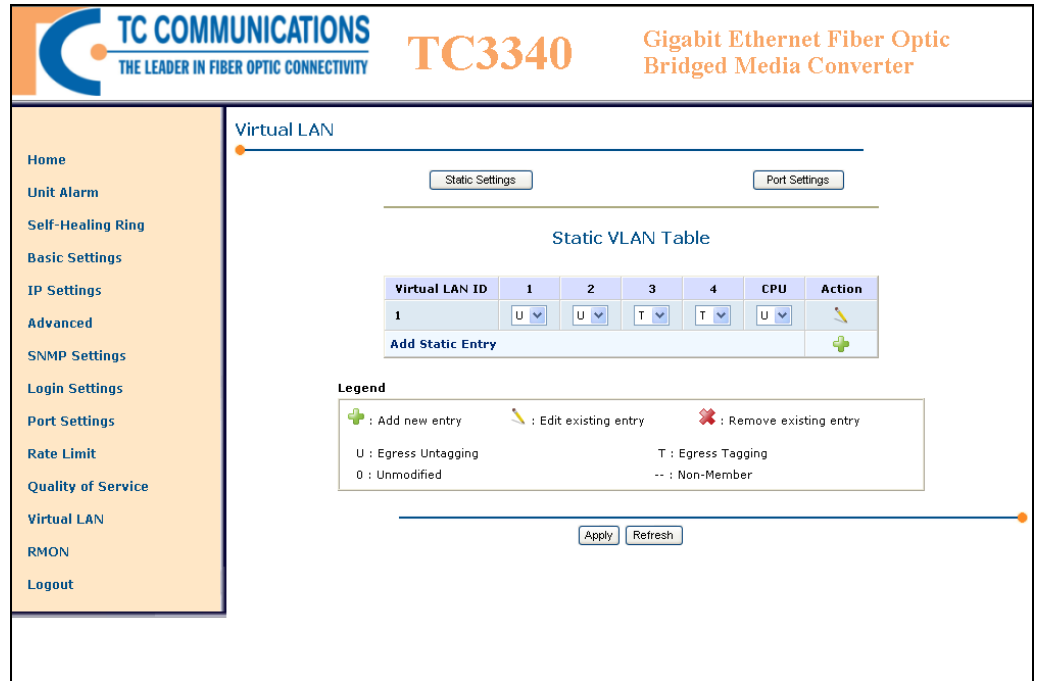 TC COMMUNICATIONS
THE LEADER IN FIBER OPTIC CONNECTIVITY
TC3340
Gigabit Ethernet Fiber Optic
Bridged Media Converter
Home
Unit Alarm
Self-Healing Ring
Basic Settings
IP Settings
Advanced
SNMP Settings
Login Settings
Port Settings
Rate Limit
Quality of Service
Virtual LAN
RMON
Logout
Virtual LAN
Static Settings Port Settings
Static VLAN Table
Virtual LAN ID 1 2 3 4 CPU Action
1 U U T T U
Add Static Entry
Legend
: Add new entry : Edit existing entry : Remove existing entry
U : Egress Untagging T : Egress Tagging
0 : Unmodified -- : Non-Member
Apply Refresh